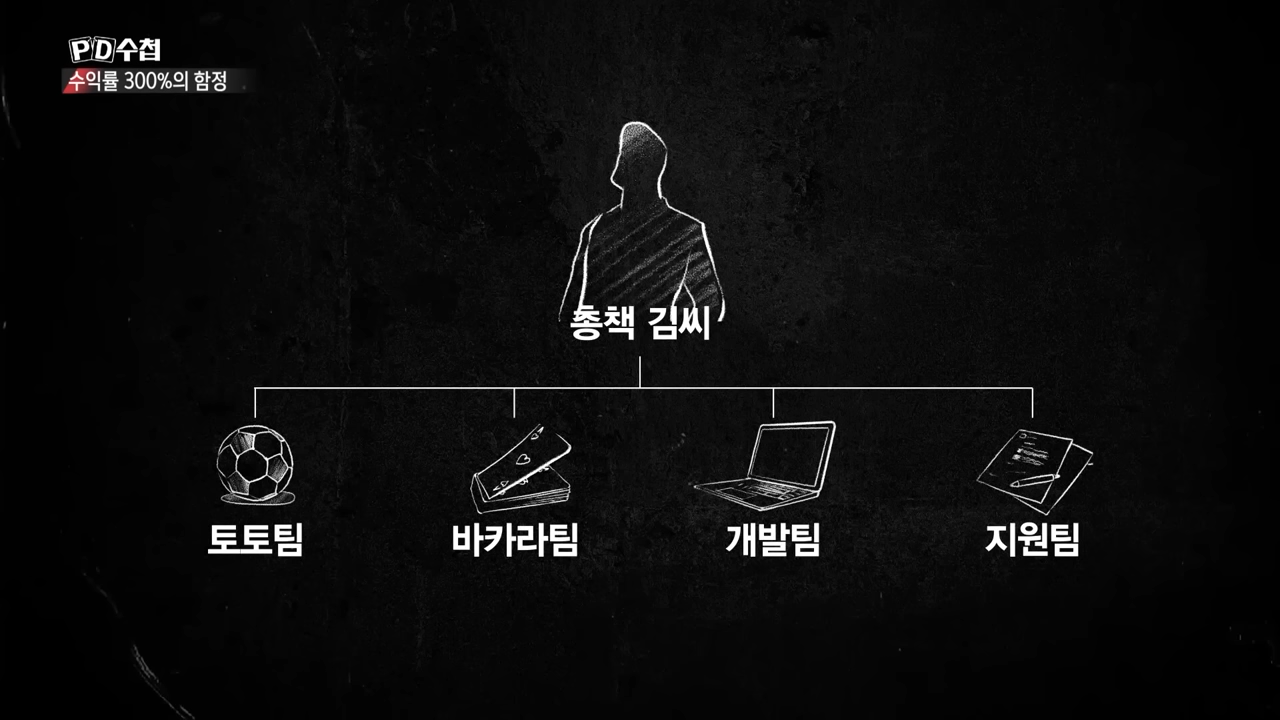 PD수첩
수익률 300%의 함정
총책 김씨
토토팀
바카라팀
개발팀
지원팀